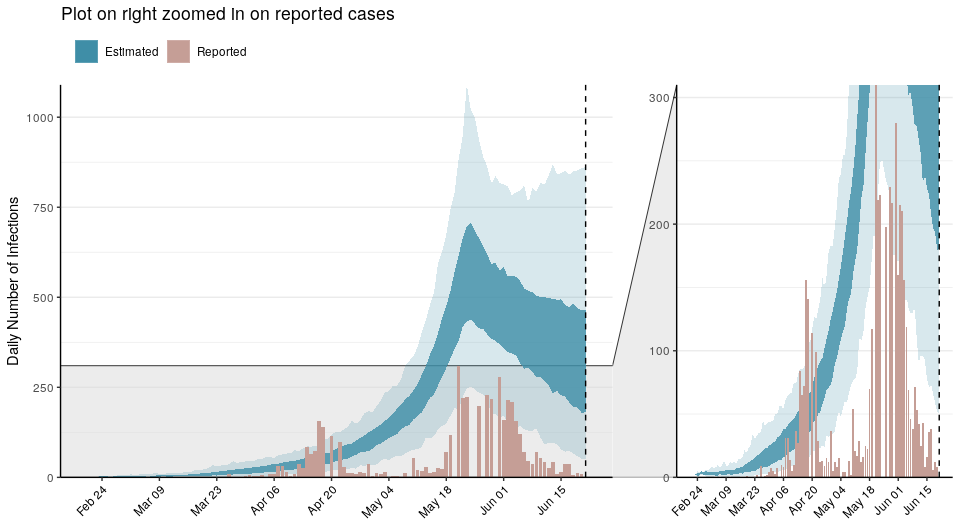 Plot on right zoomed in on reported cases
Estimated Reported
Daily Number of Infections
1000
750
500
250
0
Feb 24 Mar 09 Mar 23 Apr 06 Apr 20 May 04 May 18 Jun 01 Jun 15
300
200
100
0
Feb 24 Mar 09 Mar 23 Apr 06 Apr 20 May 04 May 18 Jun 01 Jun 15